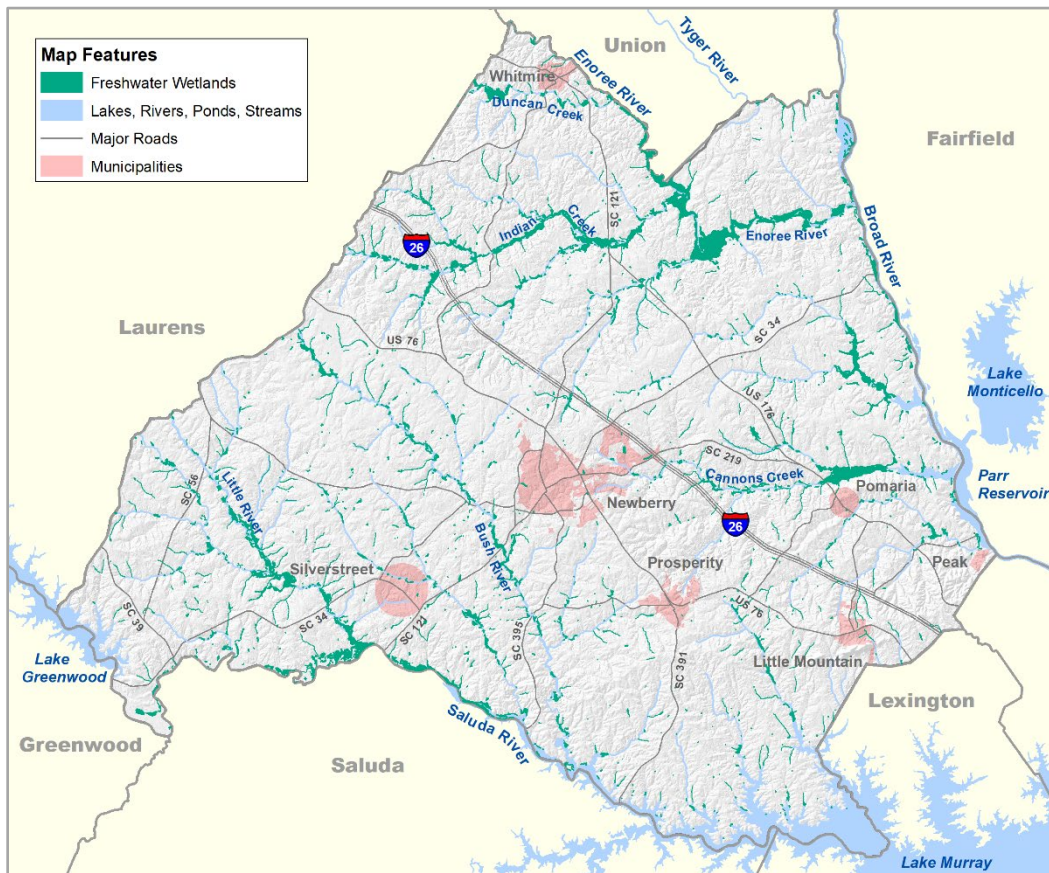 Map Features
Freshwater Wetlands
Lakes, Rivers, Ponds, Streams
Major Roads
Municipalities
Union
Tyger River
Enoree River
Whitmire
Duncan Creek
Fairfield
SC 121
Indian
Creek
Enoree River
Broad River
26
Laurens
US 76
SC 34
Lake
Monticello
US 176
SC 219
Cannons Creek
Pomaria
Parr
Reservoir
SC 56
Little River
Newberry
26
Bush River
Silverstreet
Prosperity
Peak
SC 34
SC 121
US 76
SC 39
SC 395
SC 391
Little Mountain
Lake
Greenwood
Lexington
Saluda River
Greenwood
Saluda
Lake Murray